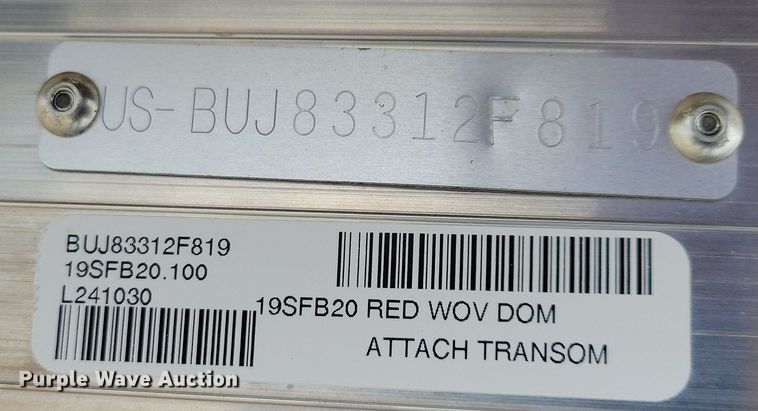 US-BUJ83312F819
BUJ83312F819
19SFB20.100
L241030
19SFB20 RED WOV DOM
ATTACH TRANSOM
Purple Wave Auction